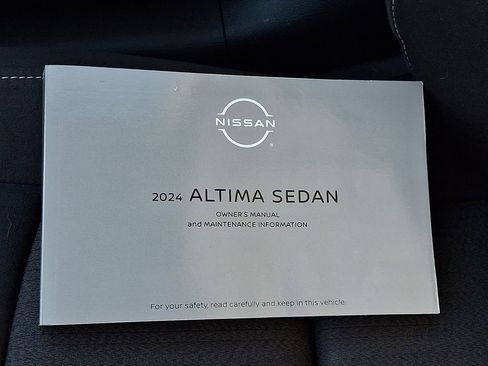 NISSAN
®
2024 ALTIMA SEDAN
OWNER'S MANUAL
and MAINTENANCE INFORMATION
For your safety, read carefully and keep in this vehicle.